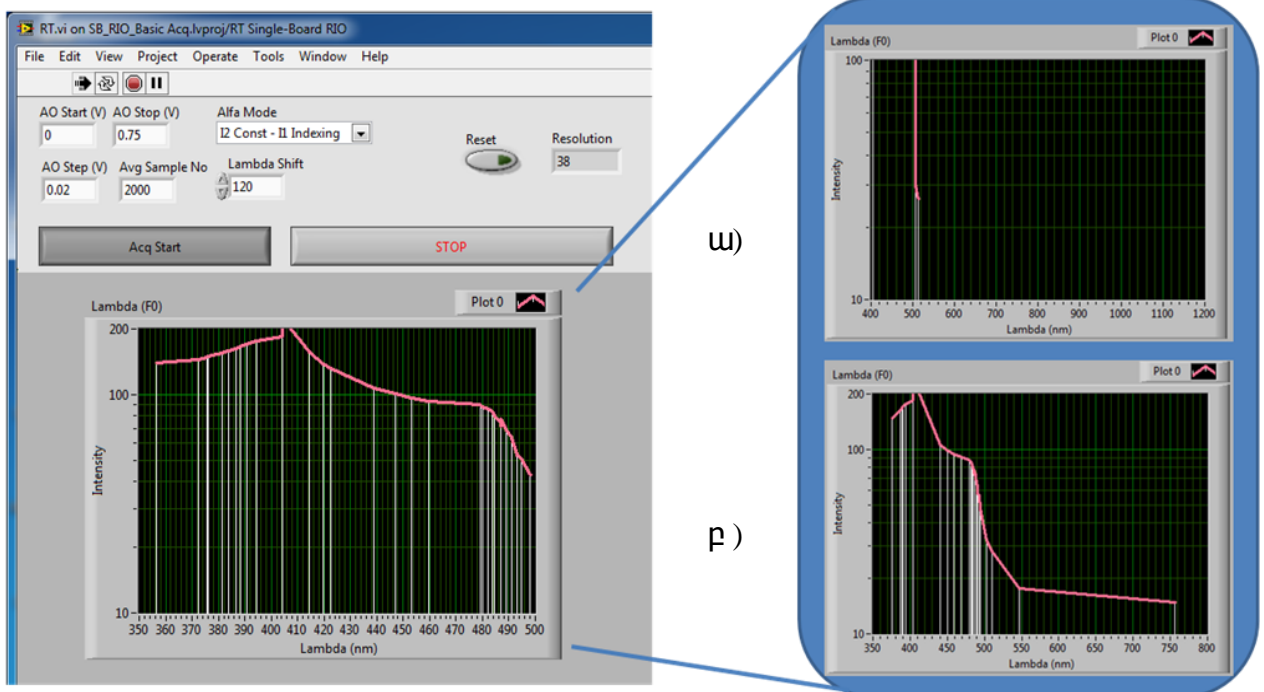 RT.vi on SB_RIO_Basic Acq.lvproj/RT Single-Board RIO
File Edit View Project Operate Tools Window Help
AO Start (V) AO Stop (V) Alfa Mode
0 0.75 I2 Const - I1 Indexing
Reset Resolution
38
AO Step (V) Avg Sample No Lambda Shift
0.02 2000 120
Acq Start STOP
Lambda (F0) Plot 0
200
100
10
Intensity
350 360 370 380 390 400 410 420 430 440 450 460 470 480 490 500
Lambda (nm)
ա)
Lambda (F0) Plot 0
100
10
Intensity
400 500 600 700 800 900 1000 1100 1200
Lambda (nm)
բ)
Lambda (F0) Plot 0
200
100
10
Intensity
350 400 450 500 550 600 650 700 750 800
Lambda (nm)